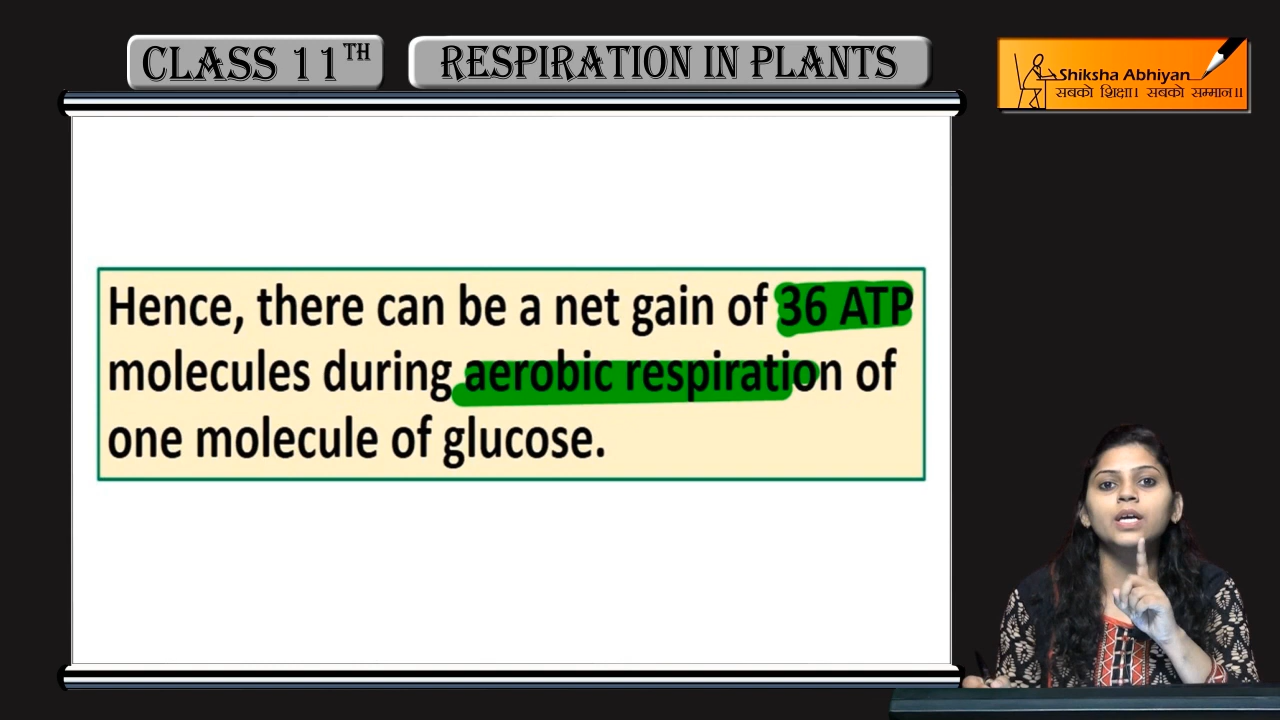 CLASS 11TH
RESPIRATION IN PLANTS
Shiksha Abhiyan
सबको शिक्षा। सबको सम्मान॥
Hence, there can be a net gain of 36 ATP
molecules during aerobic respiration of
one molecule of glucose.